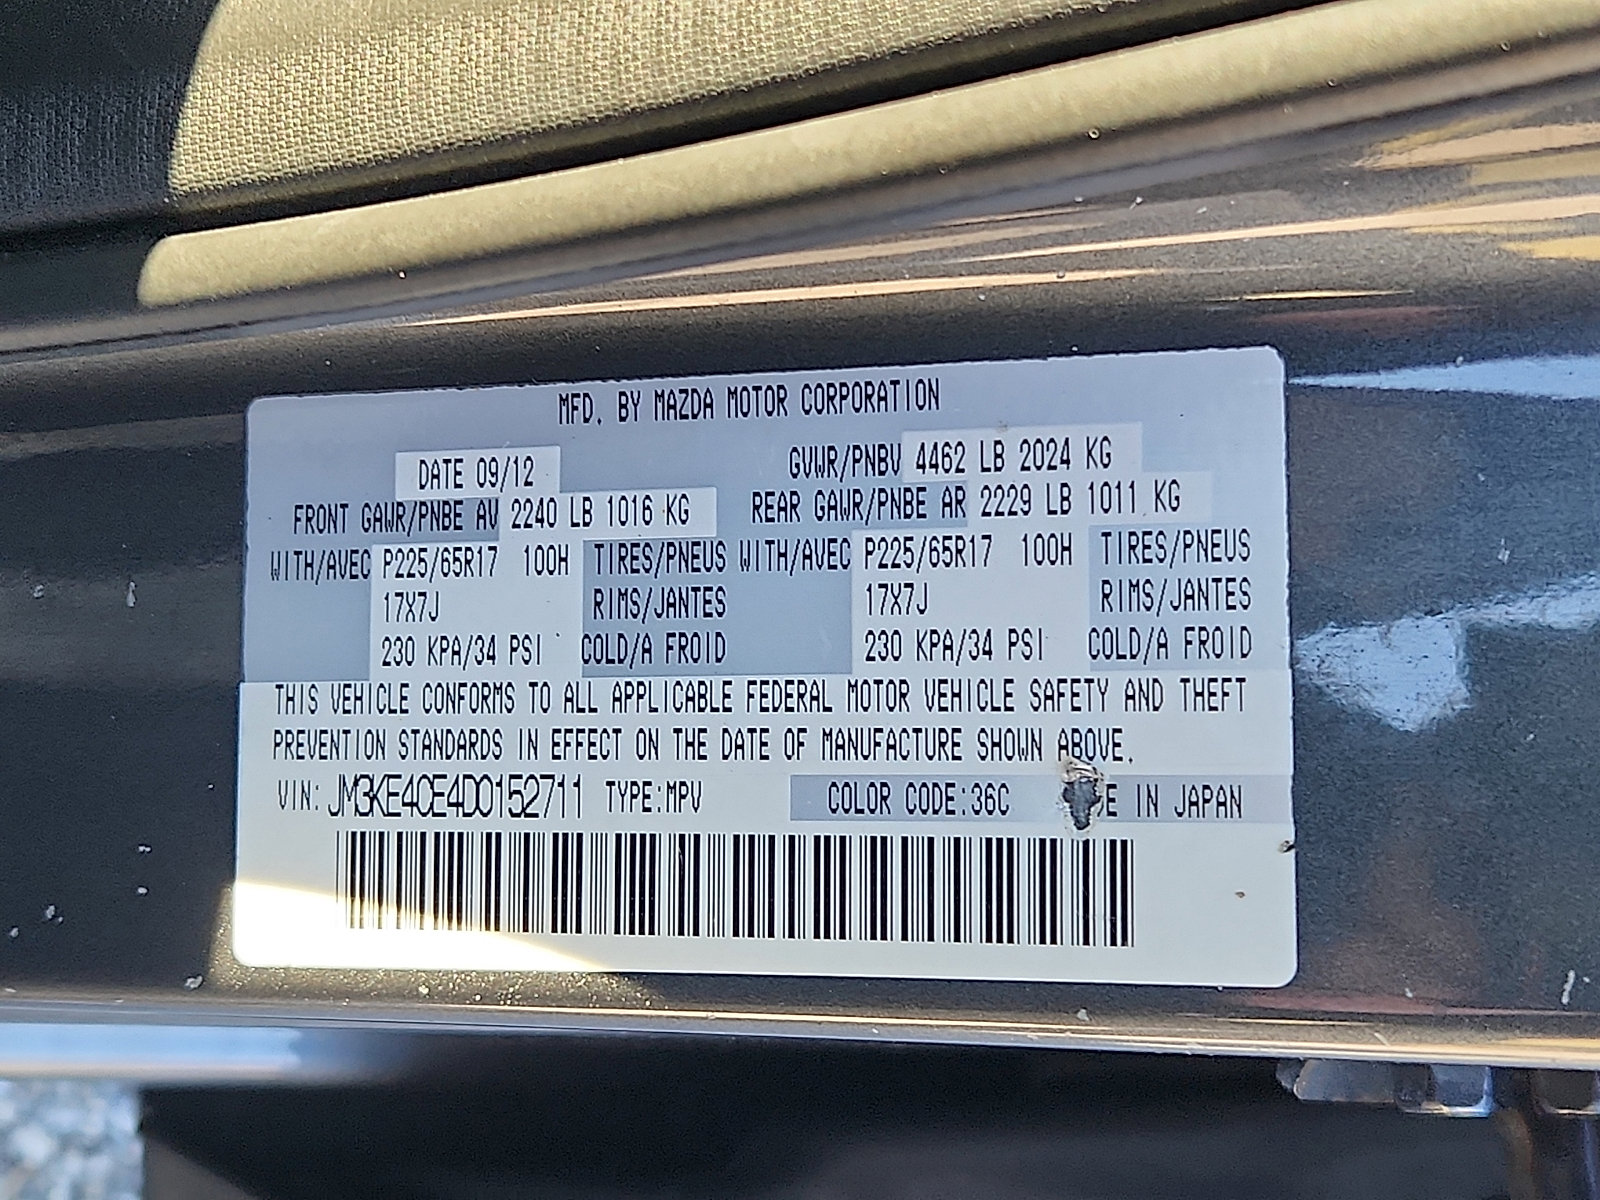 MFD. BY MAZDA MOTOR CORPORATION
DATE 09/12 GVWR/PNBV 4462 LB 2024 KG
FRONT GAWR/PNBE AV 2240 LB 1016 KG REAR GAWR/PNBE AR 2229 LB 1011 KG
WITH/AVEC P225/65R17 100H TIRES/PNEUS WITH/AVEC P225/65R17 100H TIRES/PNEUS
17X7J RIMS/JANTES 17X7J RIMS/JANTES
230 KPA/34 PSI COLD/A FROID 230 KPA/34 PSI COLD/A FROID
THIS VEHICLE CONFORMS TO ALL APPLICABLE FEDERAL MOTOR VEHICLE SAFETY AND THEFT
PREVENTION STANDARDS IN EFFECT ON THE DATE OF MANUFACTURE SHOWN ABOVE.
VIN: JM3KE4CE4D0152711 TYPE:MPV COLOR CODE:36C IN JAPAN